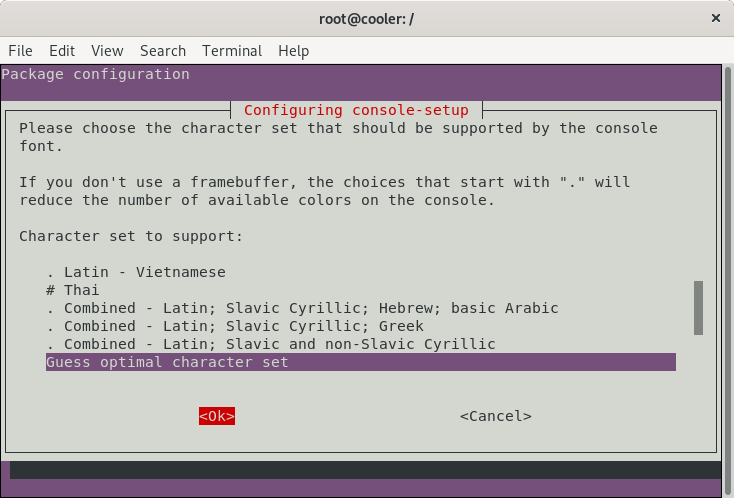 root@cooler: /
×
File Edit View Search Terminal Help
Package configuration
Configuring console-setup
Please choose the character set that should be supported by the console
font.
If you don't use a framebuffer, the choices that start with "." will
reduce the number of available colors on the console.
Character set to support:
. Latin - Vietnamese
# Thai
. Combined - Latin; Slavic Cyrillic; Hebrew; basic Arabic
. Combined - Latin; Slavic Cyrillic; Greek
. Combined - Latin; Slavic and non-Slavic Cyrillic
Guess optimal character set
<Ok> <Cancel>